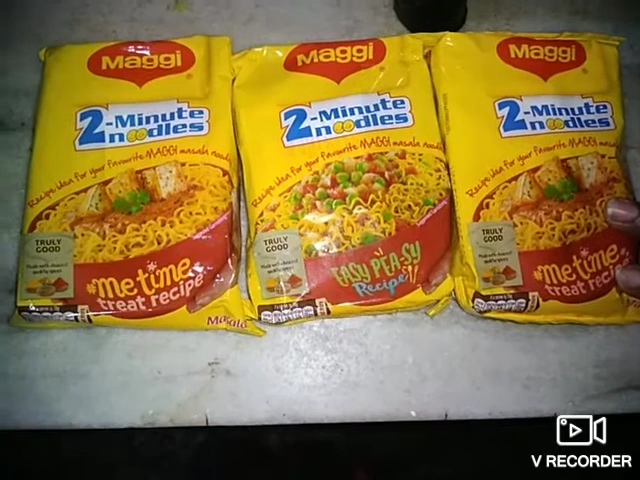 Maggi
2-Minute
noodles
Recipe idea for your favourite MAGGI masala noodles
TRULY
GOOD
#Me time
treat recipe
Masala
Maggi
2-Minute
noodles
Recipe idea for your favourite MAGGI masala
TRULY
GOOD
EASY PEA-SY
Recipe
Maggi
2-Minute
noodles
Recipe idea for your favourite MAGGI masala
TRULY
GOOD
#Me time
treat recipe
V RECORDER